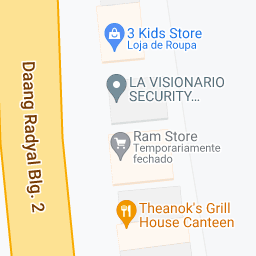 3 Kids Store
Loja de Roupa
LA VISIONARIO
SECURITY...
Ram Store
Temporariamente
fechado
Theanok's Grill
House Canteen
Daang Radyal Blg. 2